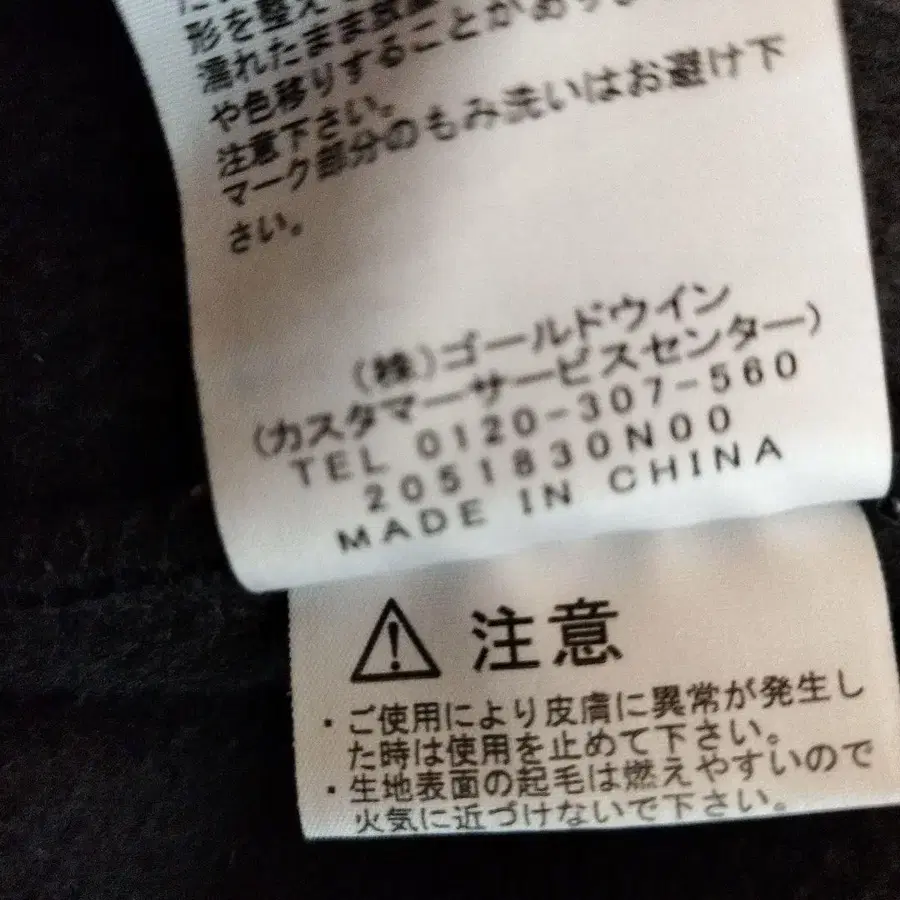 形を整え
濡れたまま放置
や色移りすることがあり
注意下さい。
マーク部分のもみ洗いはお避け下
さい。
(株)ゴールドウイン
(カスタマーサービスセンター)
TEL 0120-307-560
2051830N00
MADE IN CHINA
注意
・ご使用により皮膚に異常が発生し
た時は使用を止めて下さい。
・生地表面の起毛は燃えやすいので
火気に近づけないで下さい。